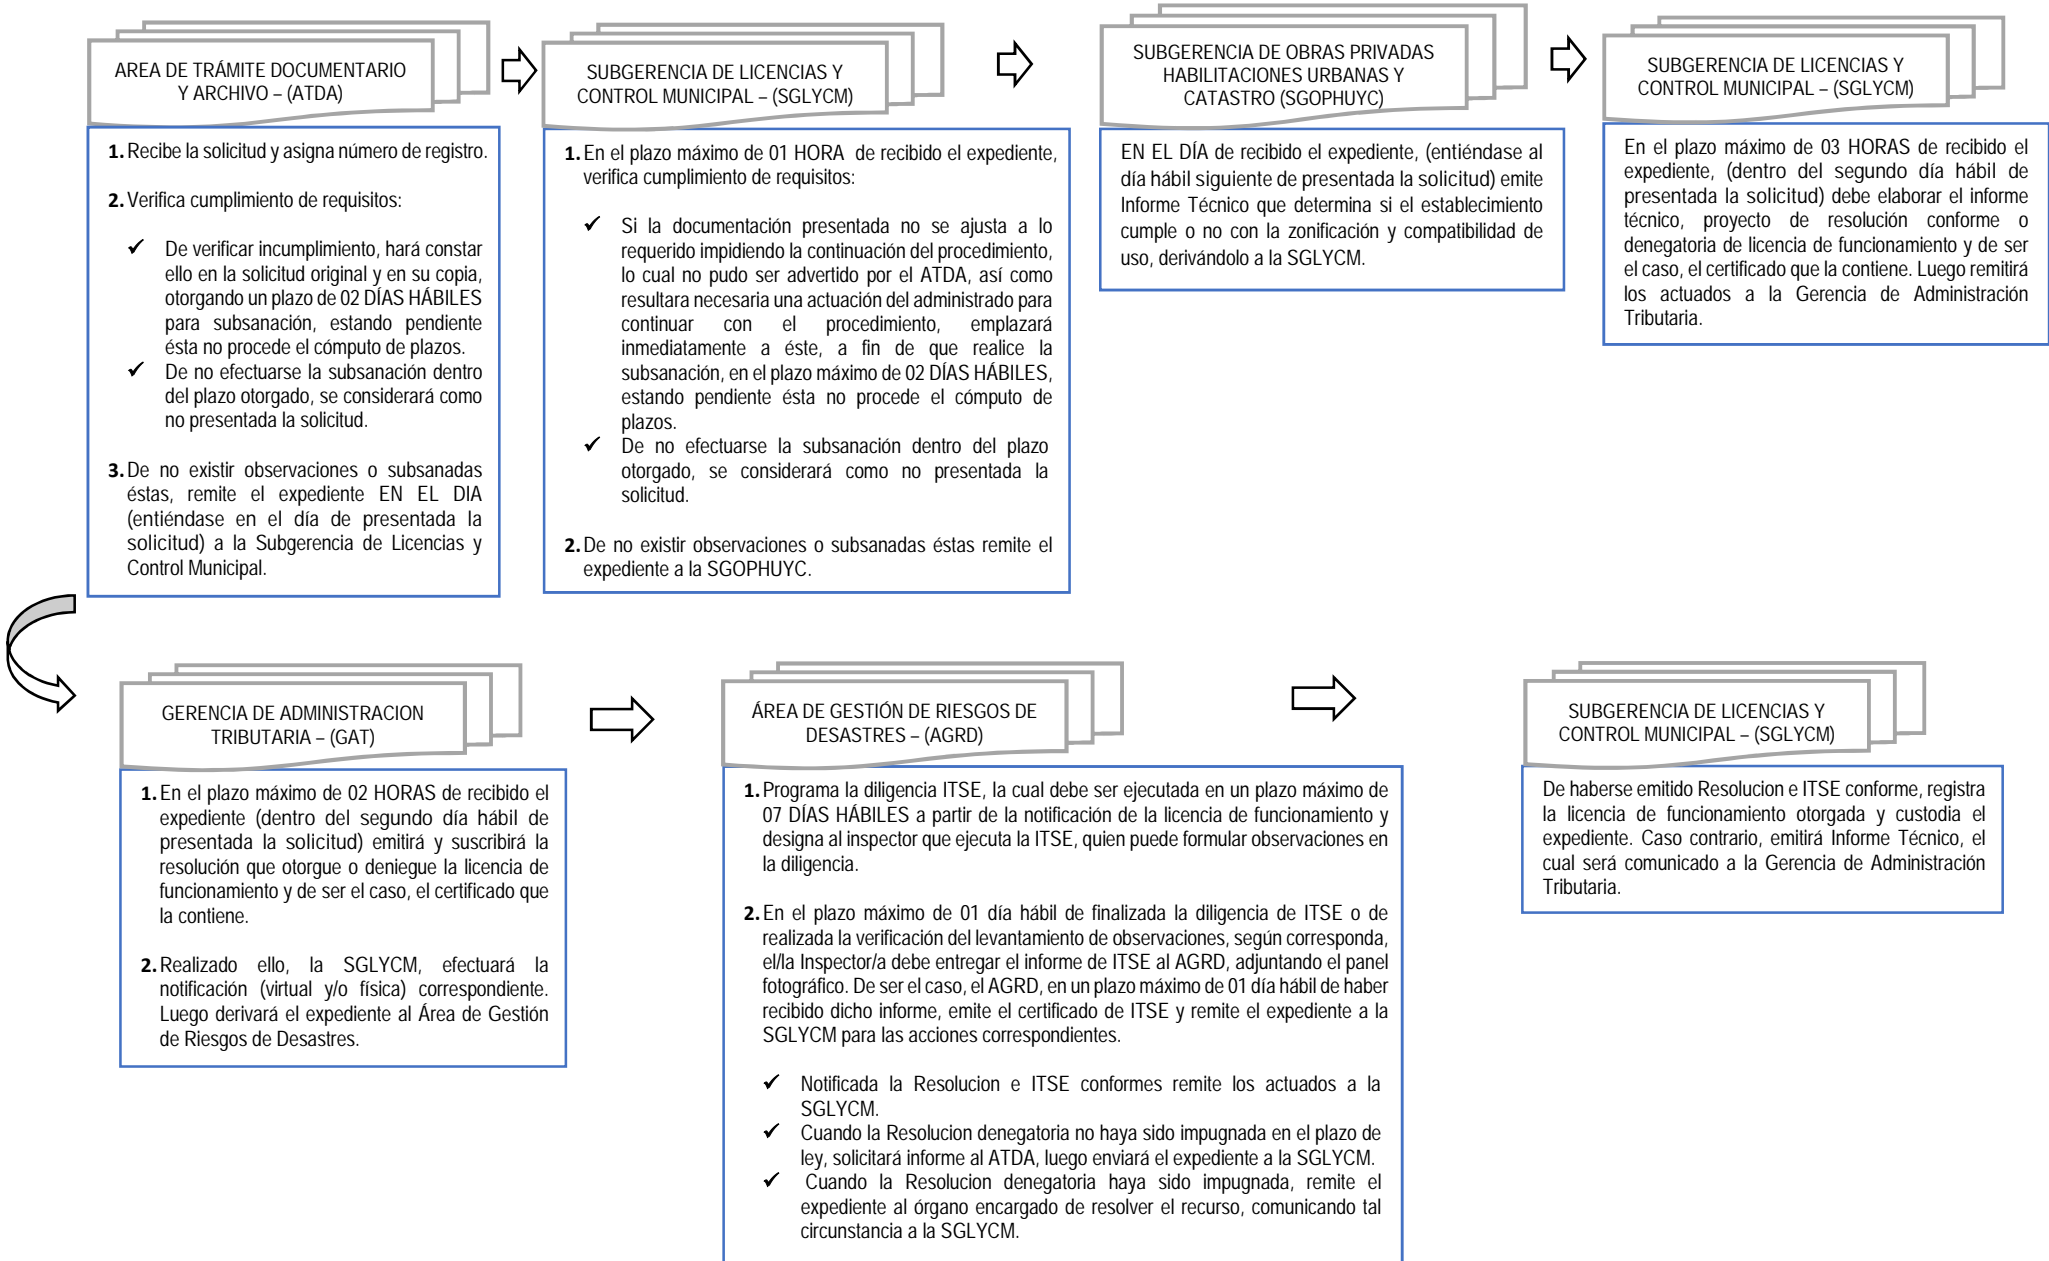 AREA DE TRÁMITE DOCUMENTARIO
Y ARCHIVO – (ATDA)
1. Recibe la solicitud y asigna número de registro.
2. Verifica cumplimiento de requisitos:
✓ De verificar incumplimiento, hará constar
ello en la solicitud original y en su copia,
otorgando un plazo de 02 DÍAS HÁBILES
para subsanación, estando pendiente
ésta no procede el cómputo de plazos.
✓ De no efectuarse la subsanación dentro
del plazo otorgado, se considerará como
no presentada la solicitud.
3. De no existir observaciones o subsanadas
éstas, remite el expediente EN EL DIA
(entiéndase en el día de presentada la
solicitud) a la Subgerencia de Licencias y
Control Municipal.
SUBGERENCIA DE LICENCIAS Y
CONTROL MUNICIPAL – (SGLYCM)
1. En el plazo máximo de 01 HORA de recibido el expediente,
verifica cumplimiento de requisitos:
✓ Si la documentación presentada no se ajusta a lo
requerido impidiendo la continuación del procedimiento,
lo cual no pudo ser advertido por el ATDA, así como
resultara necesaria una actuación del administrado para
continuar con el procedimiento, emplazará
inmediatamente a éste, a fin de que realice la
subsanación, en el plazo máximo de 02 DÍAS HÁBILES,
estando pendiente ésta no procede el cómputo de
plazos.
✓ De no efectuarse la subsanación dentro del plazo
otorgado, se considerará como no presentada la
solicitud.
2. De no existir observaciones o subsanadas éstas remite el
expediente a la SGOPHUYC.
SUBGERENCIA DE OBRAS PRIVADAS
HABILITACIONES URBANAS Y
CATASTRO (SGOPHUYC)
EN EL DÍA de recibido el expediente, (entiéndase al
día hábil siguiente de presentada la solicitud) emite
Informe Técnico que determina si el establecimiento
cumple o no con la zonificación y compatibilidad de
uso, derivándolo a la SGLYCM.
SUBGERENCIA DE LICENCIAS Y
CONTROL MUNICIPAL – (SGLYCM)
En el plazo máximo de 03 HORAS de recibido el
expediente, (dentro del segundo día hábil de
presentada la solicitud) debe elaborar el informe
técnico, proyecto de resolución conforme o
denegatoria de licencia de funcionamiento y de ser
el caso, el certificado que la contiene. Luego remitirá
los actuados a la Gerencia de Administración
Tributaria.
GERENCIA DE ADMINISTRACION
TRIBUTARIA – (GAT)
1. En el plazo máximo de 02 HORAS de recibido el
expediente (dentro del segundo día hábil de
presentada la solicitud) emitirá y suscribirá la
resolución que otorgue o deniegue la licencia de
funcionamiento y de ser el caso, el certificado que
la contiene.
2. Realizado ello, la SGLYCM, efectuará la
notificación (virtual y/o física) correspondiente.
Luego derivará el expediente al Área de Gestión
de Riesgos de Desastres.
ÁREA DE GESTIÓN DE RIESGOS DE
DESASTRES – (AGRD)
1. Programa la diligencia ITSE, la cual debe ser ejecutada en un plazo máximo de
07 DÍAS HÁBILES a partir de la notificación de la licencia de funcionamiento y
designa al inspector que ejecuta la ITSE, quien puede formular observaciones en
la diligencia.
2. En el plazo máximo de 01 día hábil de finalizada la diligencia de ITSE o de
realizada la verificación del levantamiento de observaciones, según corresponda,
el/la Inspector/a debe entregar el informe de ITSE al AGRD, adjuntando el panel
fotográfico. De ser el caso, el AGRD, en un plazo máximo de 01 día hábil de haber
recibido dicho informe, emite el certificado de ITSE y remite el expediente a la
SGLYCM para las acciones correspondientes.
✓ Notificada la Resolucion e ITSE conformes remite los actuados a la
SGLYCM.
✓ Cuando la Resolucion denegatoria no haya sido impugnada en el plazo de
ley, solicitará informe al ATDA, luego enviará el expediente a la SGLYCM.
✓ Cuando la Resolucion denegatoria haya sido impugnada, remite el
expediente al órgano encargado de resolver el recurso, comunicando tal
circunstancia a la SGLYCM.
SUBGERENCIA DE LICENCIAS Y
CONTROL MUNICIPAL – (SGLYCM)
De haberse emitido Resolucion e ITSE conforme, registra
la licencia de funcionamiento otorgada y custodia el
expediente. Caso contrario, emitirá Informe Técnico, el
cual será comunicado a la Gerencia de Administración
Tributaria.